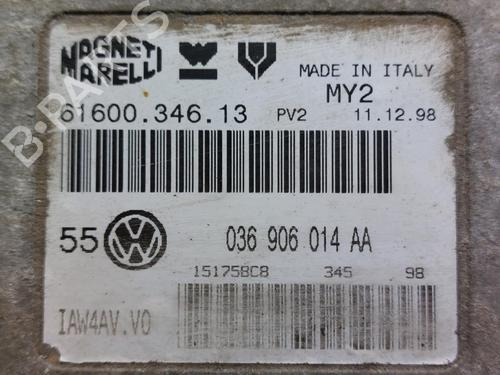 MAGNETI
MARELLI
MADE IN ITALY
MY2
61600.346.13 PV2 11.12.98
55 036 906 014 AA
151758C8 345 98
IAW4AV.V0
B-PARTS